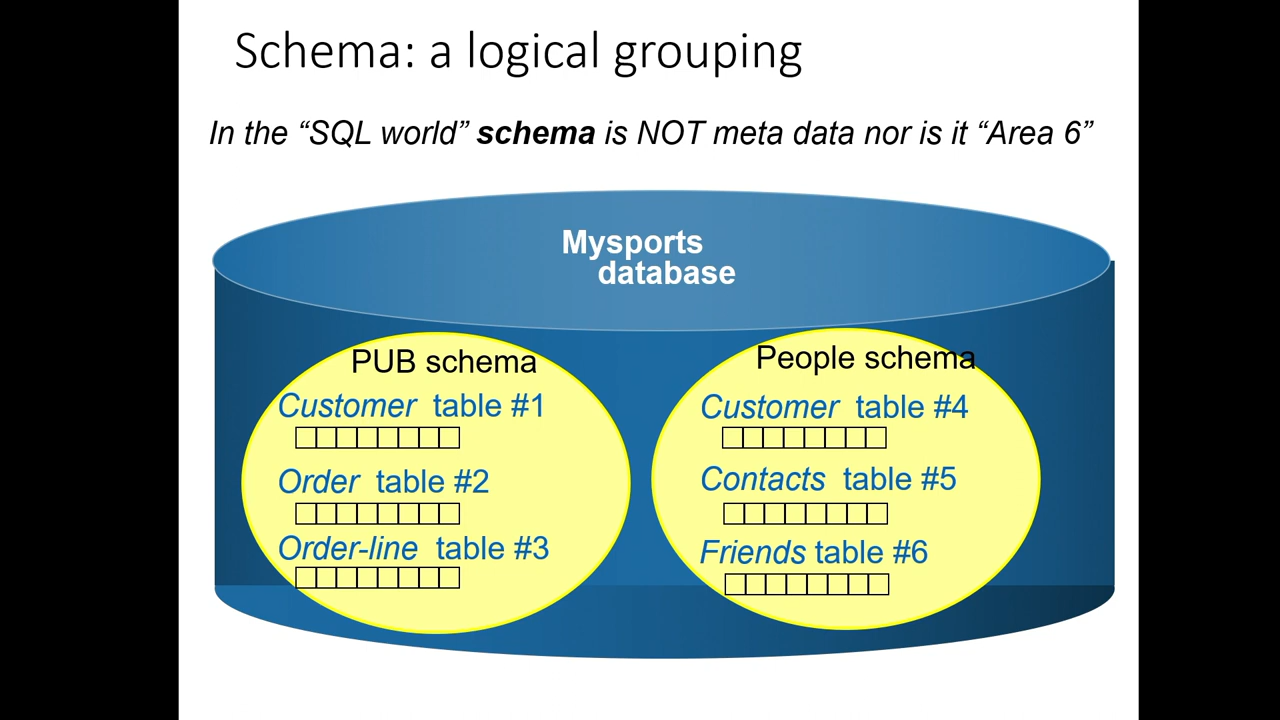 Schema: a logical grouping
In the “SQL world” schema is NOT meta data nor is it “Area 6”
Mysports
database
PUB schema
Customer table #1
Order table #2
Order-line table #3
People schema
Customer table #4
Contacts table #5
Friends table #6